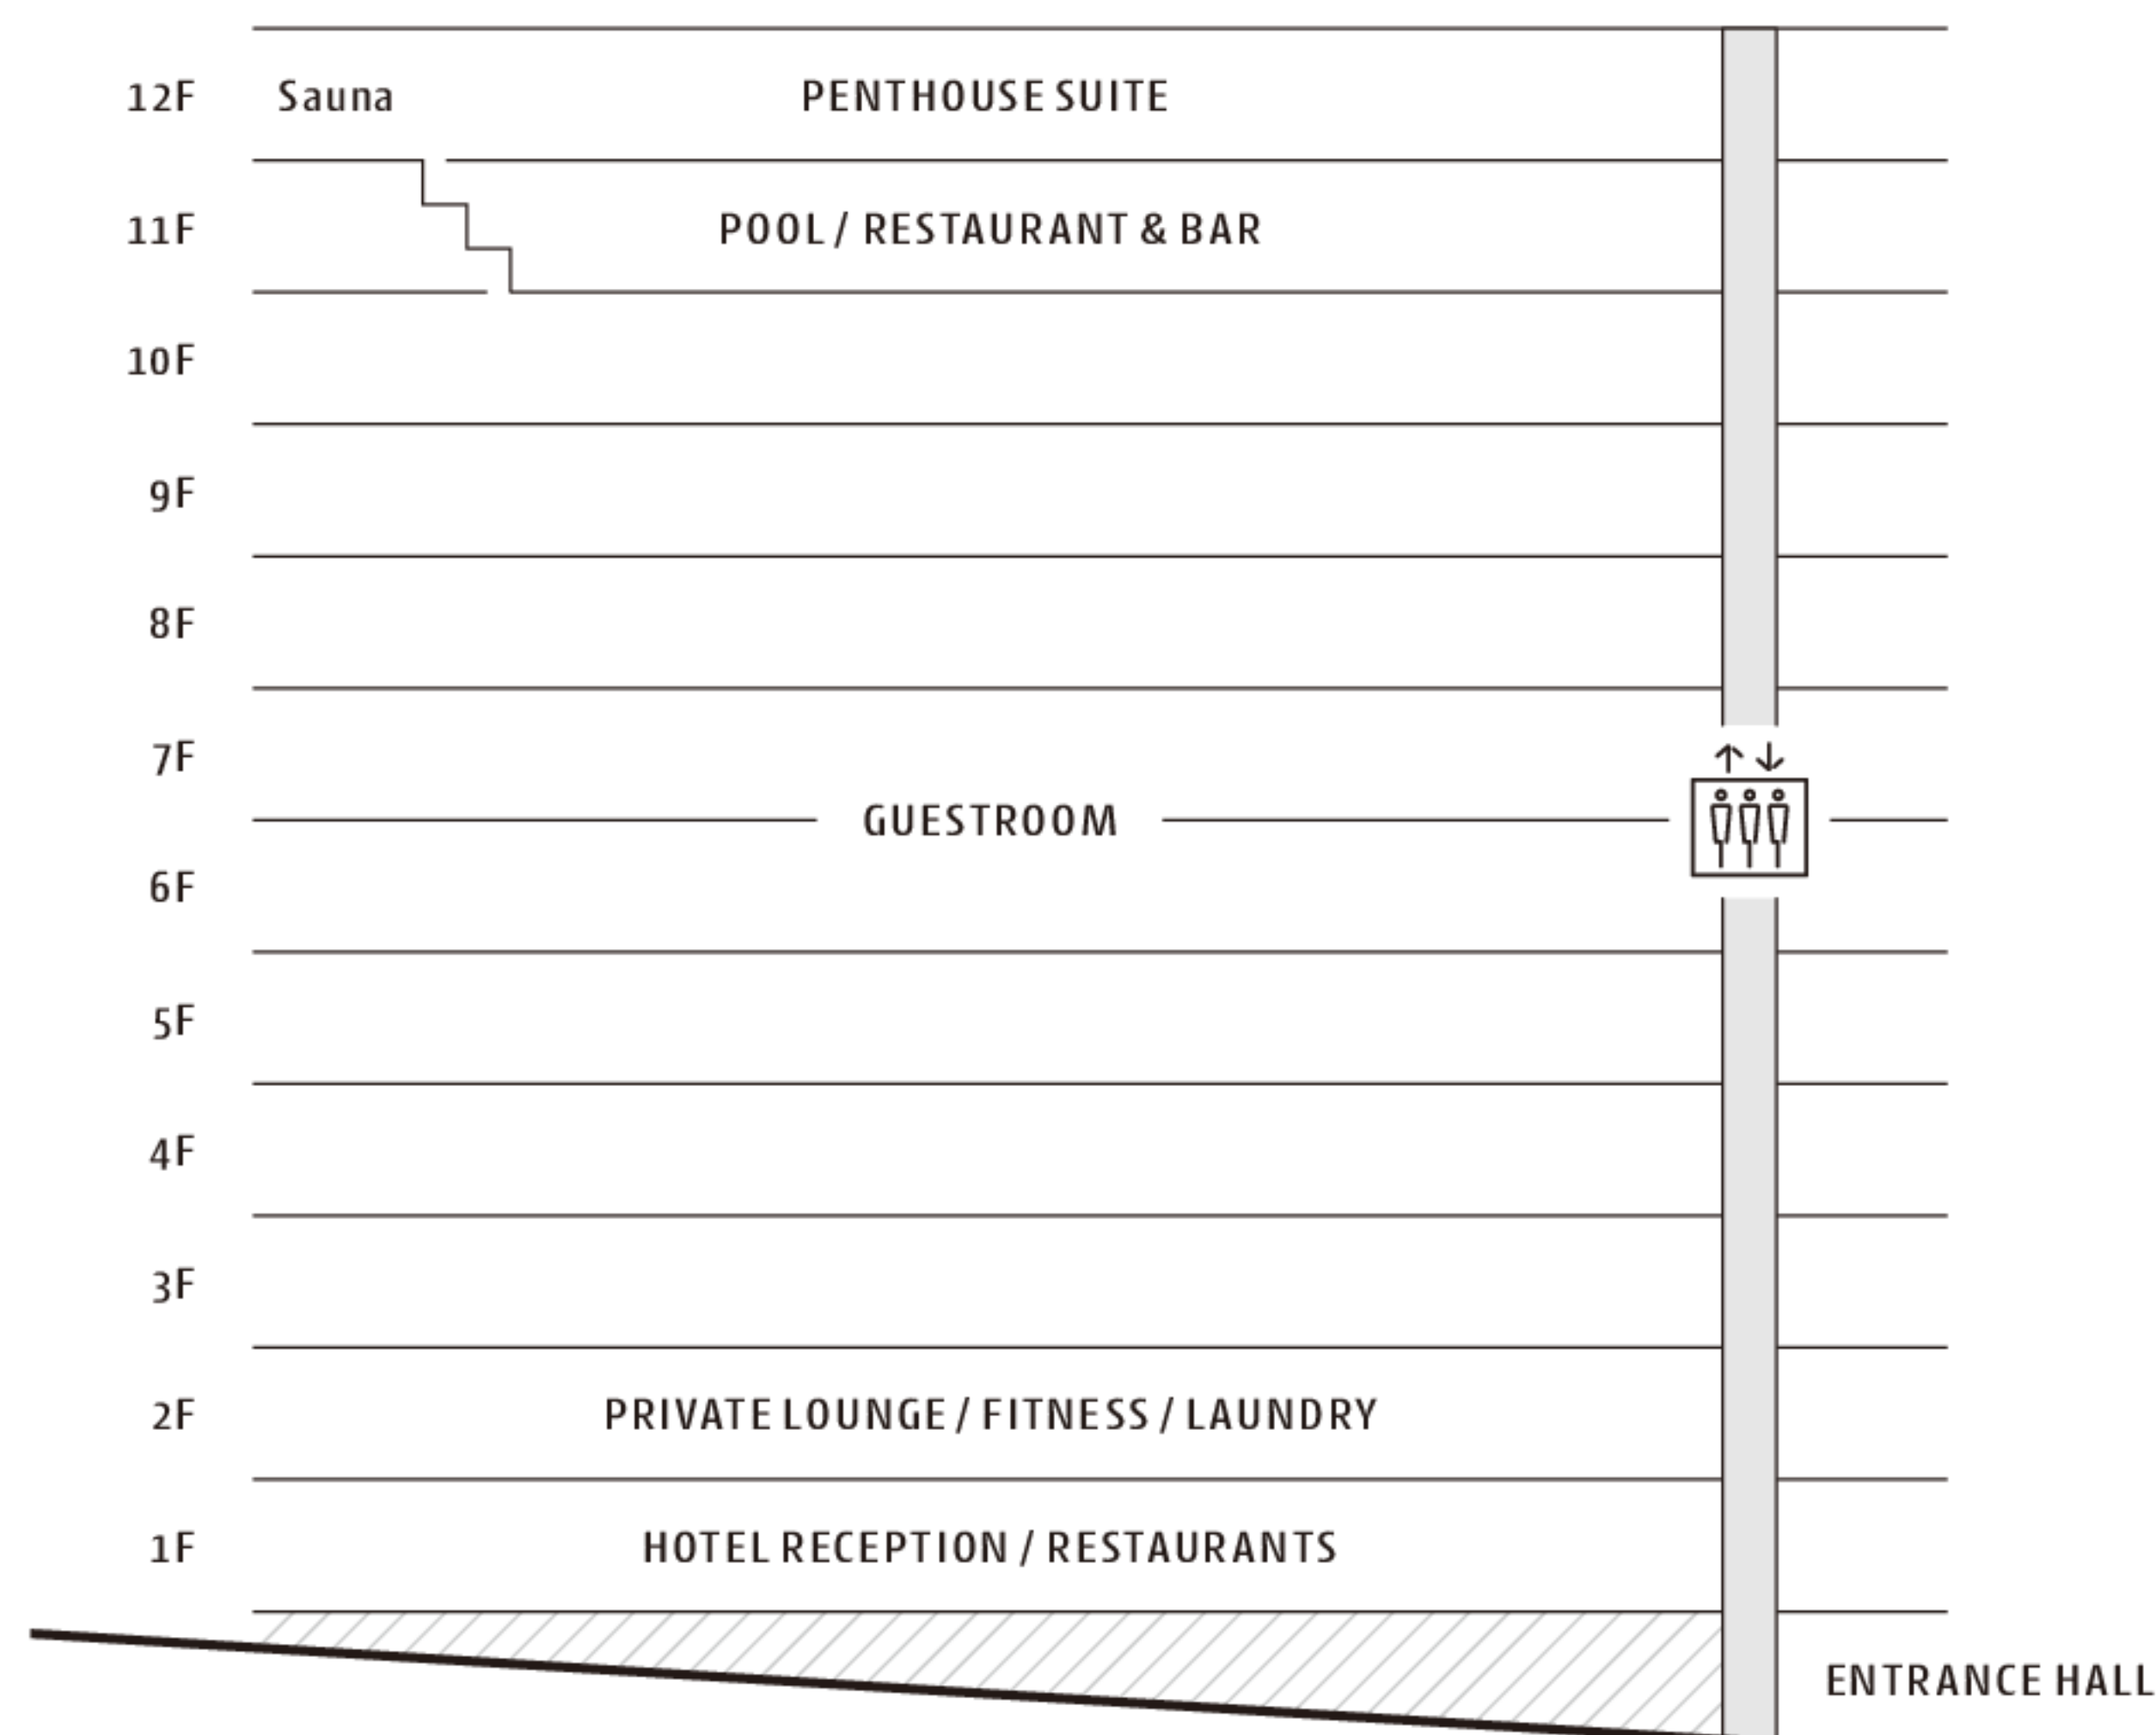 12F Sauna PENTHOUSE SUITE
11F POOL / RESTAURANT & BAR
10F
9F
8F
7F
GUESTROOM
6F
5F
4F
3F
2F PRIVATE LOUNGE / FITNESS / LAUNDRY
1F HOTEL RECEPTION / RESTAURANTS
ENTRANCE HALL